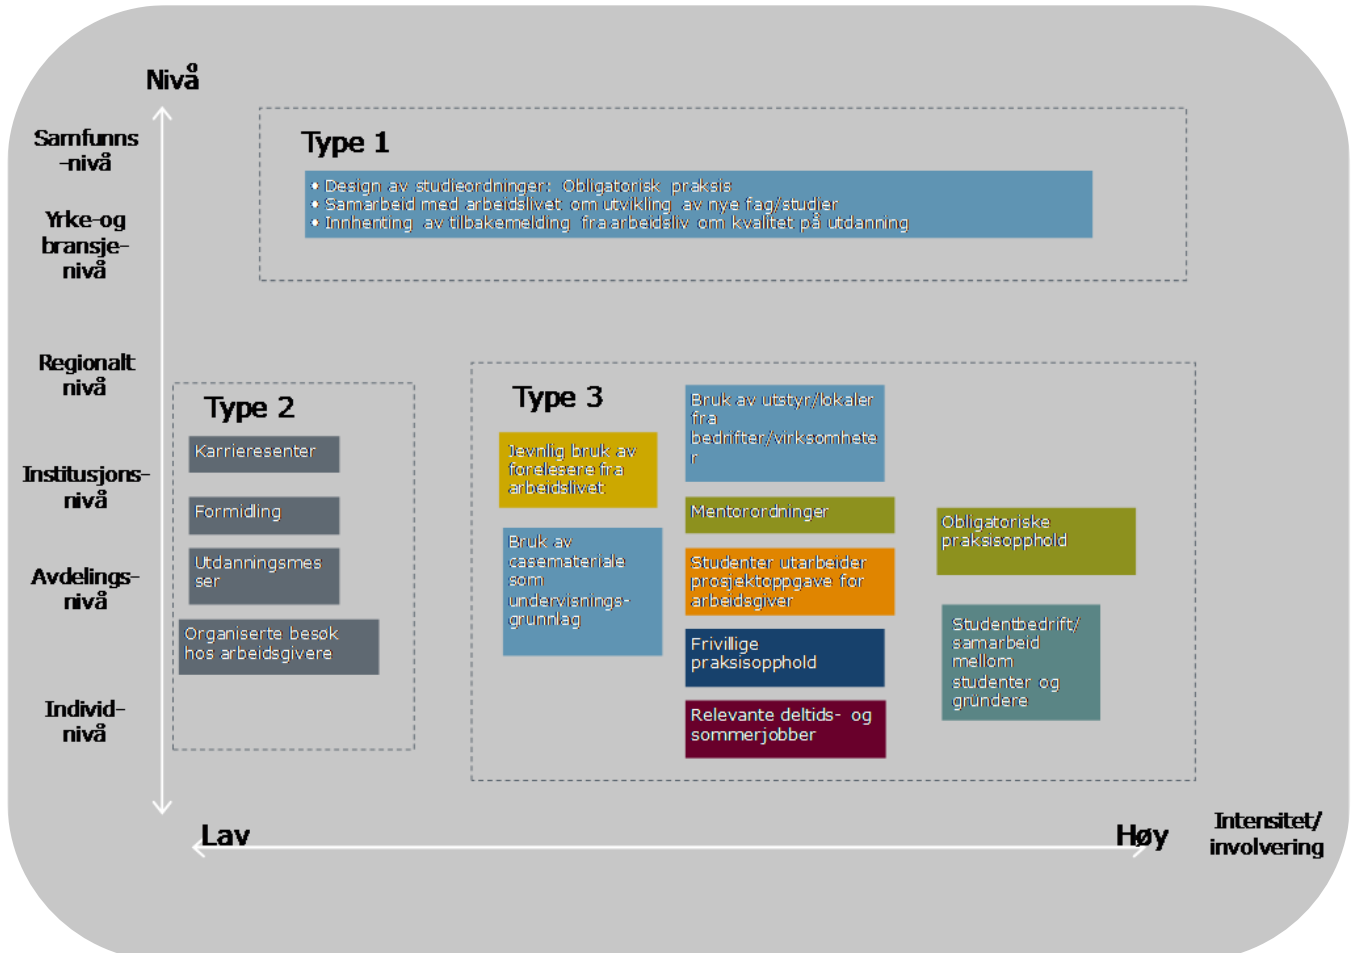 Nivå
Samfunns
-nivå
Yrke-og
bransje-
nivå
Regionalt
nivå
Institusjons-
nivå
Avdelings-
nivå
Individ-
nivå
Type 1
• Design av studieordninger: Obligatorisk praksis
• Samarbeid med arbeidslivet om utvikling av nye fag/studier
• Innhenting av tilbakemelding fra arbeidsliv om kvalitet på utdanning
Type 2
Karrieresenter
Formidling
Utdanningsmes
ser
Organiserte besøk
hos arbeidsgivere
Type 3
Jevnlig bruk av
forelesere fra
arbeidslivet
Bruk av
casemateriale
som
undervisnings-
grunnlag
Bruk av utstyr/lokaler
fra
bedrifter/virksomhete
r
Mentorordninger
Studenter utarbeider
prosjektoppgave for
arbeidsgiver
Frivillige
praksisopphold
Relevante deltids- og
sommerjobber
Obligatoriske
praksisopphold
Studentbedrift/
samarbeid
mellom
studenter og
gründere
Lav
Høy
Intensitet/
involvering